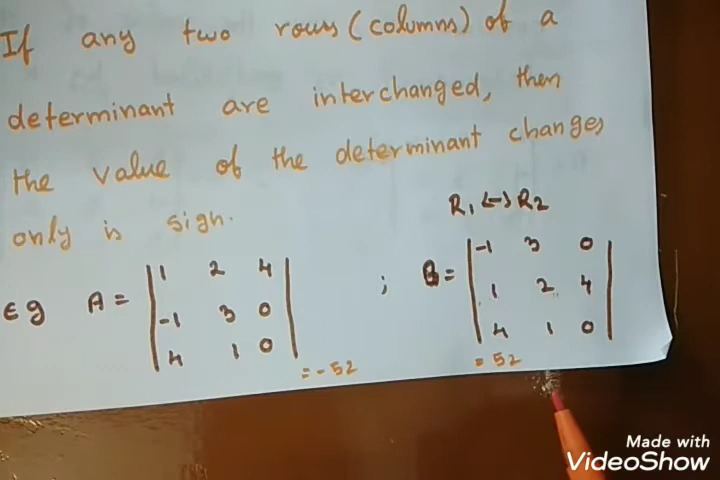 If any two rows (columns) of a
determinant are interchanged, then
the value of the determinant changes
only is sign.
R₁ ↔ R₂
Eg A = | 1 2 4 | ; B = | -1 3 0 |
| -1 3 0 | | 1 2 4 |
| 4 1 0 | | 4 1 0 |
= -52 = 52
Made with
VideoShow